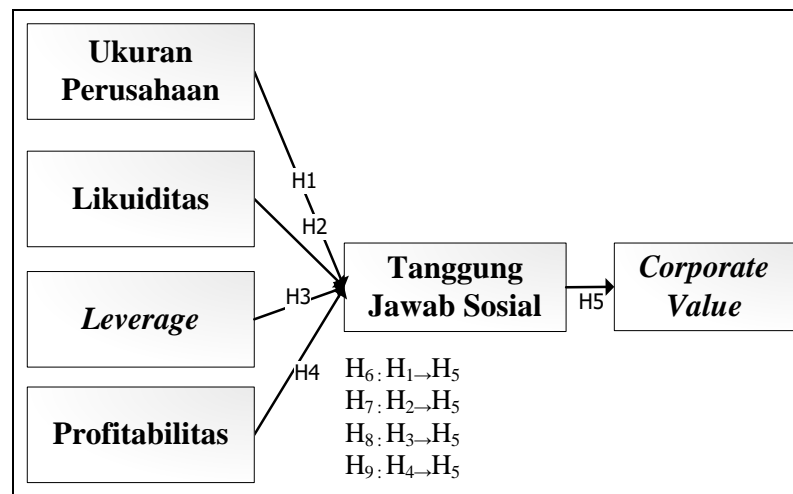 Ukuran
Perusahaan
H1
Likuiditas
H2
Leverage
H3
Profitabilitas
H4
Tanggung
Jawab Sosial
H5
Corporate
Value
H6 : H1→H5
H7 : H2→H5
H8 : H3→H5
H9 : H4→H5